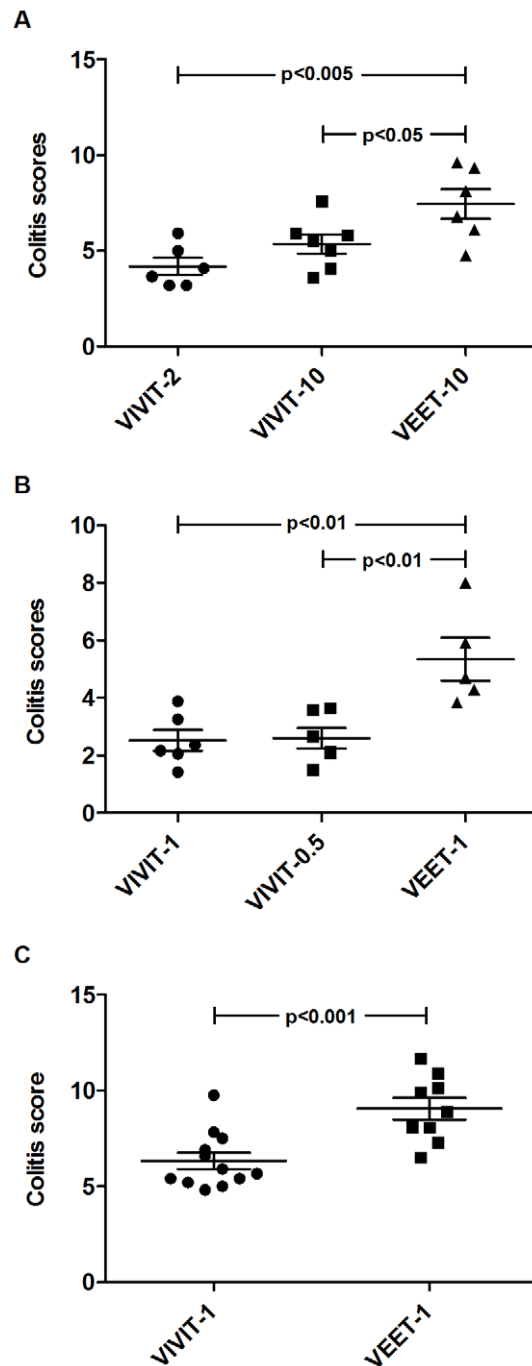 A
15
10
5
0
Colitis scores
p<0.005
p<0.05
VIVIT-2
VIVIT-10
VEET-10
B
10
8
6
4
2
0
Colitis scores
p<0.01
p<0.01
VIVIT-1
VIVIT-0.5
VEET-1
C
15
10
5
0
Colitis score
p<0.001
VIVIT-1
VEET-1